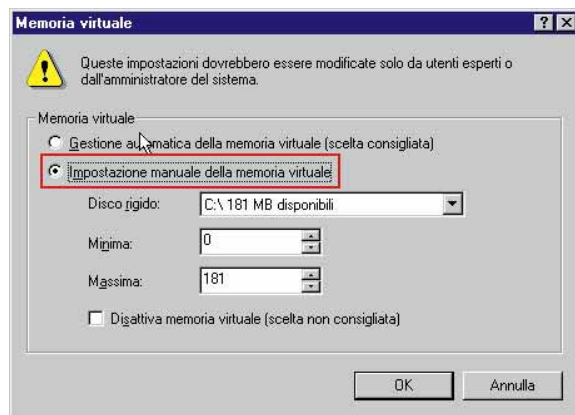 Memoria virtuale
Queste impostazioni dovrebbero essere modificate solo da utenti esperti o
dall'amministratore del sistema.
Memoria virtuale
Gestione automatica della memoria virtuale (scelta consigliata)
Impostazione manuale della memoria virtuale
Disco rigido: C:\ 181 MB disponibili
Minima: 0
Massima: 181
Disattiva memoria virtuale (scelta non consigliata)
OK Annulla